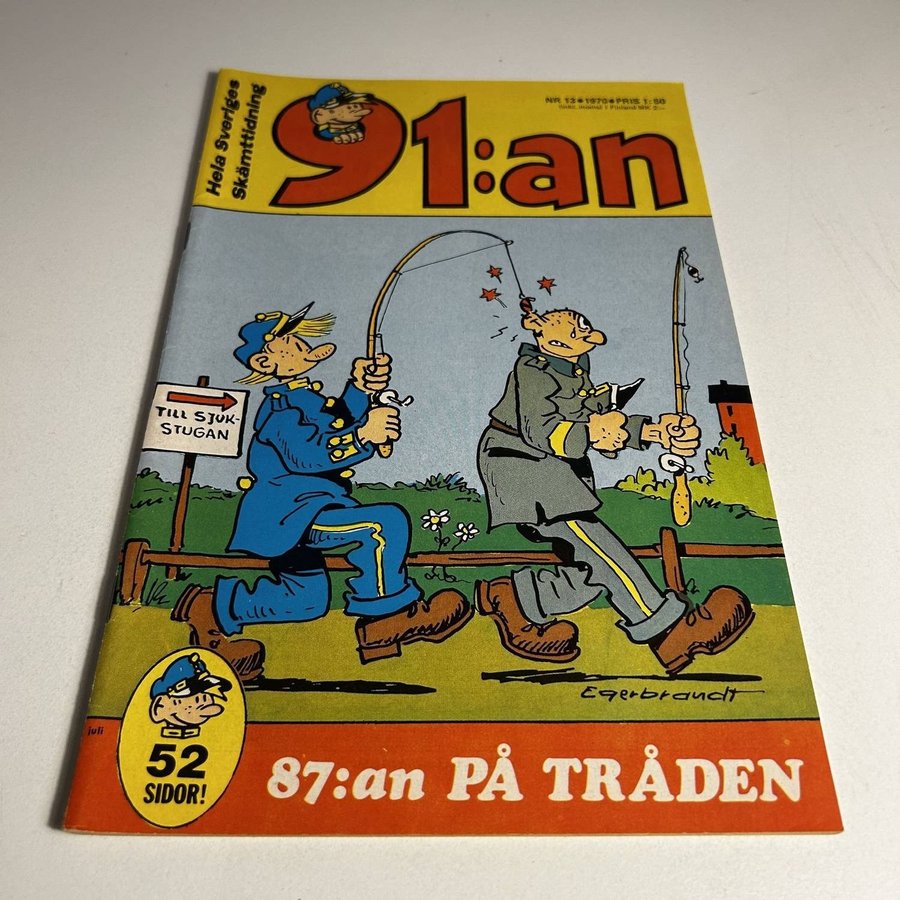 Hela Sveriges
Skämttidning
91:an
NR 13•1970•PRIS 1:50
TILL SJUK-
STUGAN
Egerbrandt
juli
52
SIDOR!
87:an PÅ TRÅDEN